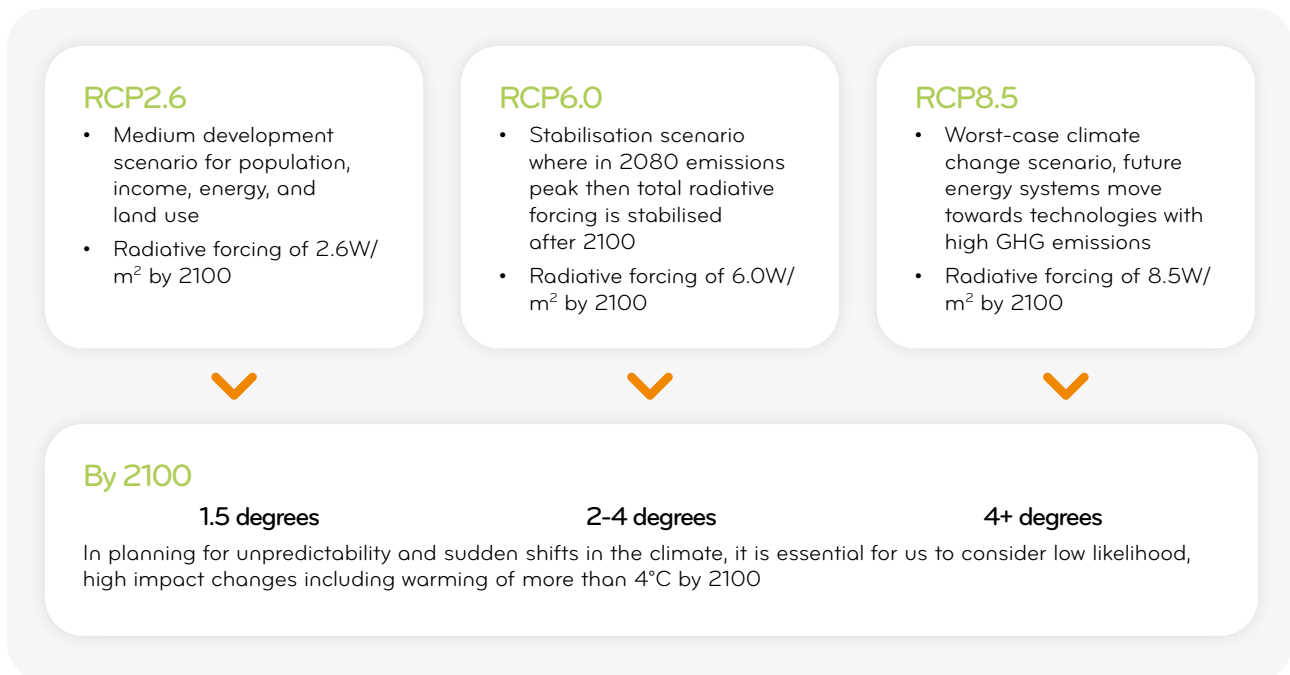 RCP2.6
• Medium development
scenario for population,
income, energy, and
land use
• Radiative forcing of 2.6W/
m² by 2100
RCP6.0
• Stabilisation scenario
where in 2080 emissions
peak then total radiative
forcing is stabilised
after 2100
• Radiative forcing of 6.0W/
m² by 2100
RCP8.5
• Worst-case climate
change scenario, future
energy systems move
towards technologies with
high GHG emissions
• Radiative forcing of 8.5W/
m² by 2100
By 2100
1.5 degrees
2-4 degrees
4+ degrees
In planning for unpredictability and sudden shifts in the climate, it is essential for us to consider low likelihood,
high impact changes including warming of more than 4°C by 2100